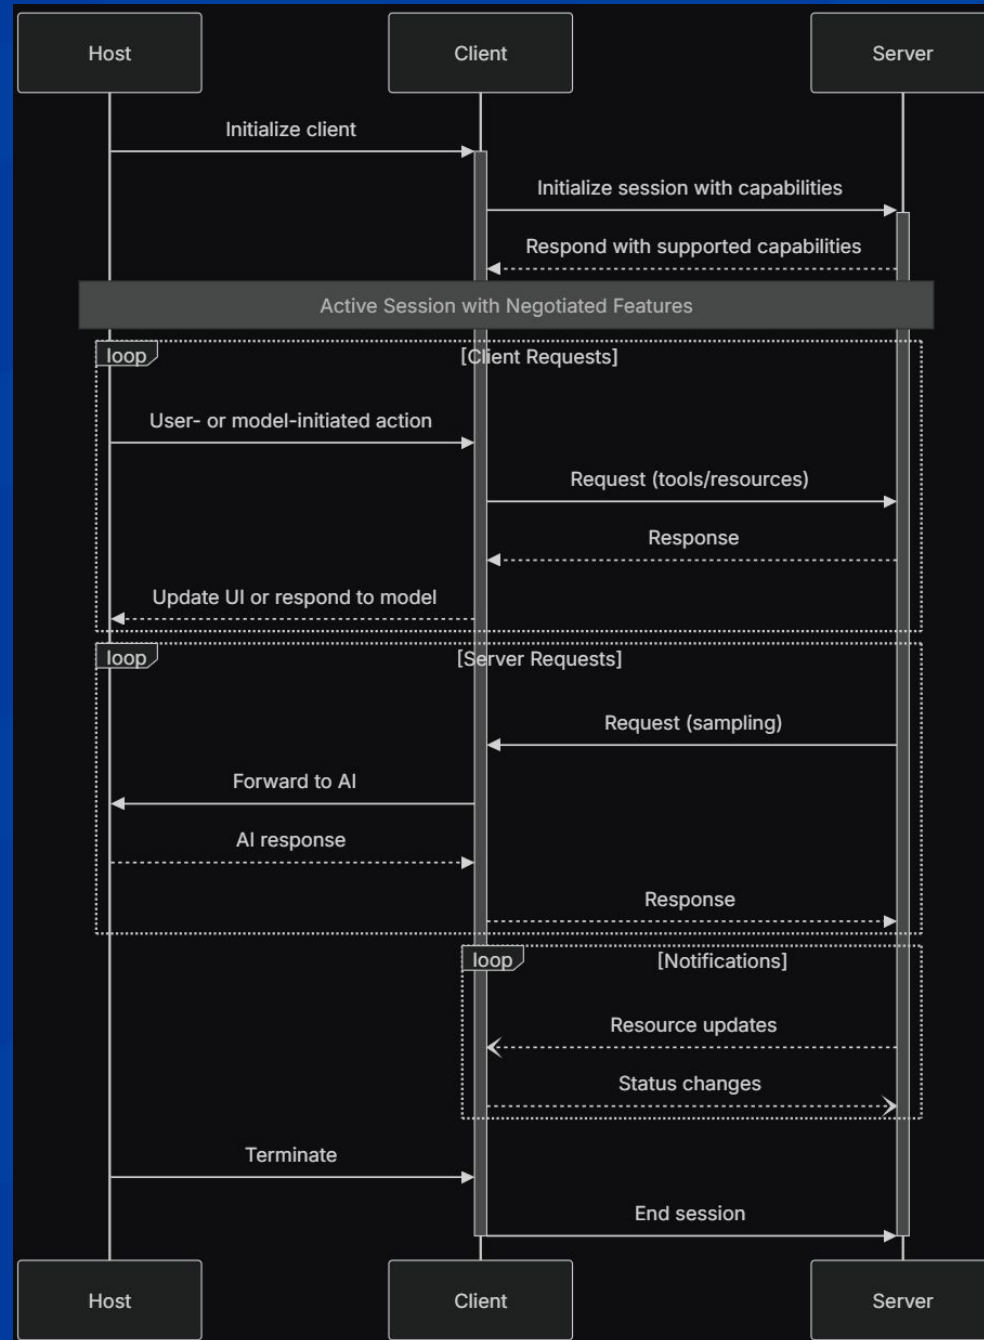 Host
Client
Server
Initialize client
Initialize session with capabilities
Respond with supported capabilities
Active Session with Negotiated Features
loop
[Client Requests]
User- or model-initiated action
Request (tools/resources)
Response
Update UI or respond to model
loop
[Server Requests]
Request (sampling)
Forward to AI
AI response
Response
loop
[Notifications]
Resource updates
Status changes
Terminate
End session
Host
Client
Server